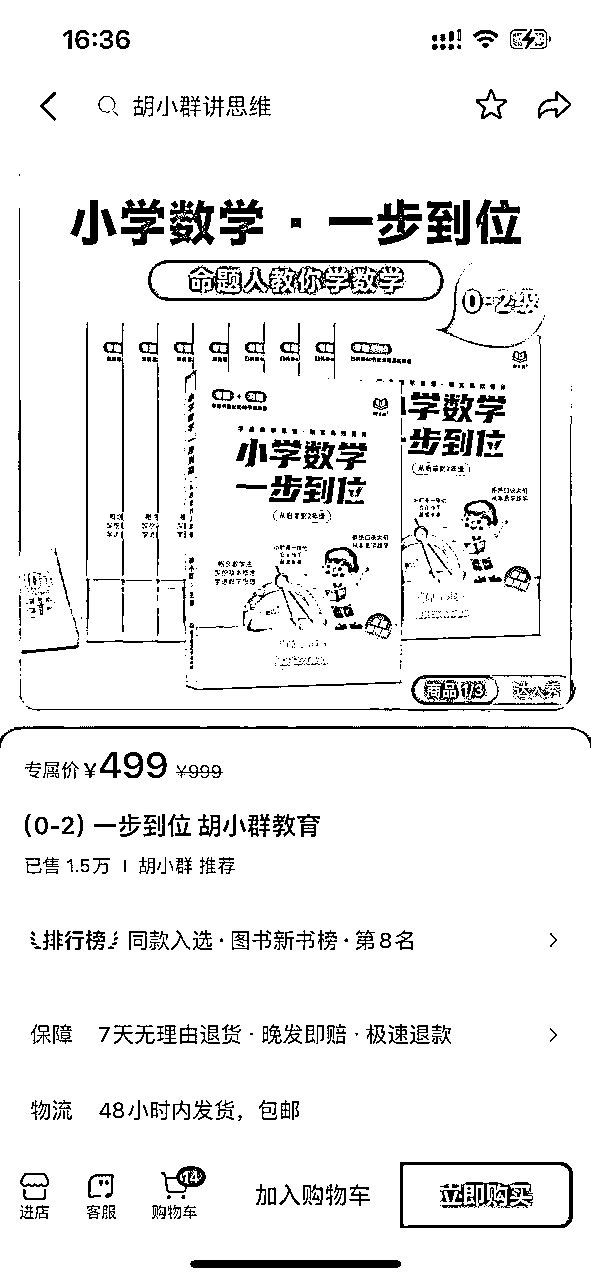 16:36
胡小群讲思维
小学数学·一步到位
命题人教你学数学
0-2级
小学数学
一步到位
小学数学
一步到位
商品 1/3
专属价 ¥499 ¥999
(0-2) 一步到位 胡小群教育
已售 1.5万 | 胡小群 推荐
排行榜 同款入选·图书新书榜·第8名
保障 7天无理由退货·晚发即赔·极速退款
物流 48小时内发货，包邮
14
进店 客服 购物车 加入购物车 立即购买